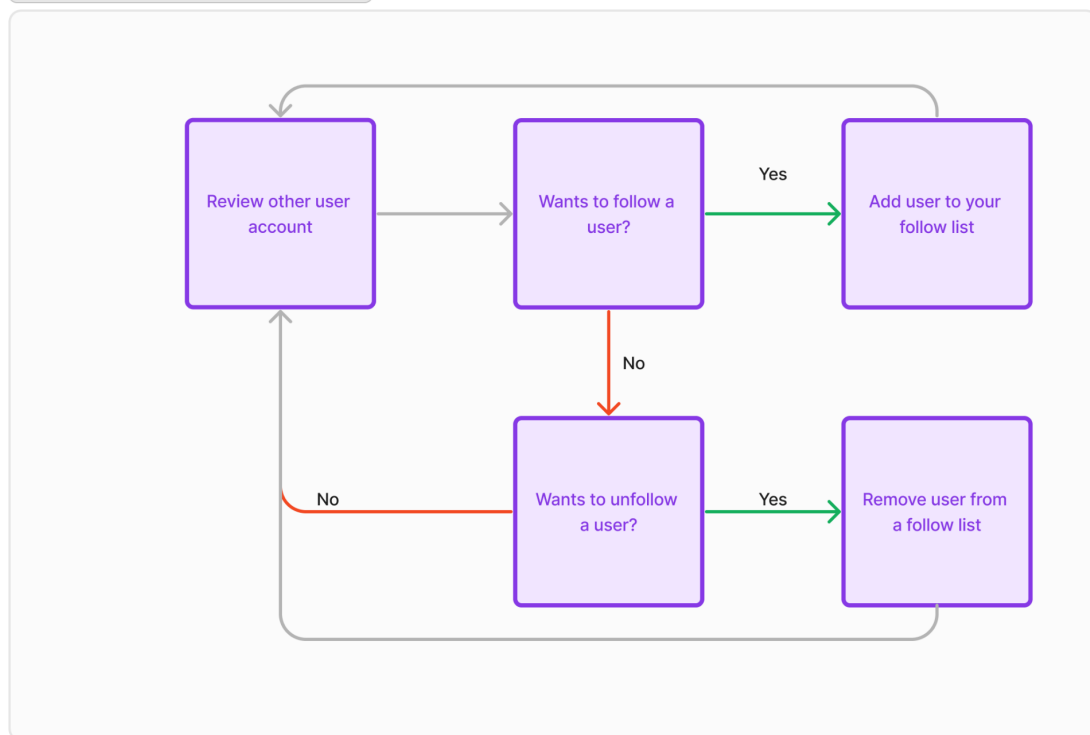 Review other user
account
Wants to follow a
user?
Yes
Add user to your
follow list
No
No
Wants to unfollow
a user?
Yes
Remove user from
a follow list